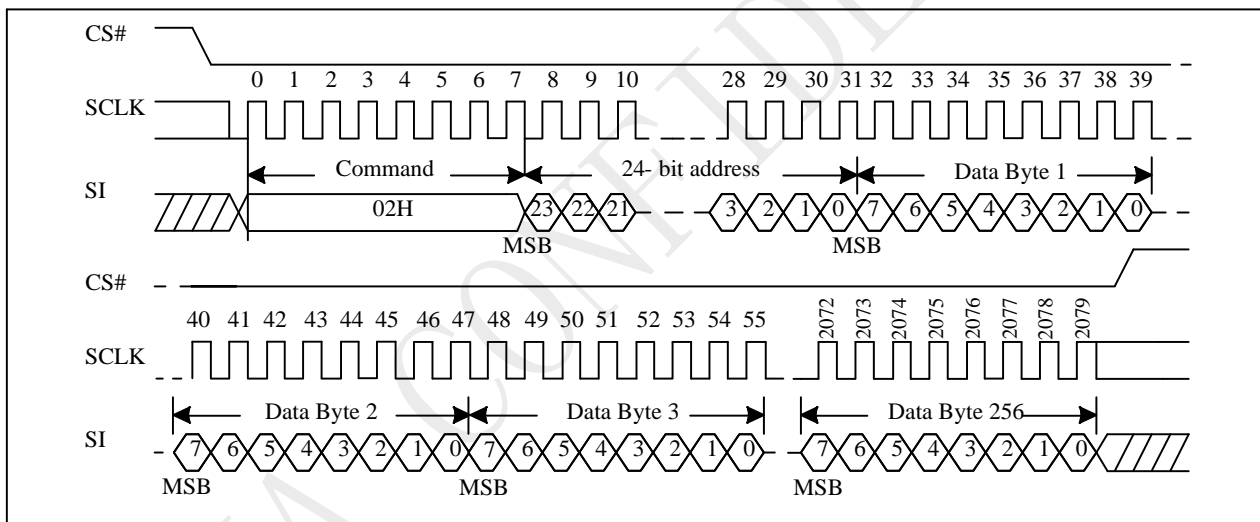 CS#
0 1 2 3 4 5 6 7 8 9 10 28 29 30 31 32 33 34 35 36 37 38 39
SCLK
Command 24- bit address Data Byte 1
SI
02H 23 22 21 3 2 1 0 7 6 5 4 3 2 1 0
MSB MSB
CS#
40 41 42 43 44 45 46 47 48 49 50 51 52 53 54 55 2072 2073 2074 2075 2076 2077 2078 2079
SCLK
Data Byte 2 Data Byte 3 Data Byte 256
SI
7 6 5 4 3 2 1 0 7 6 5 4 3 2 1 0 7 6 5 4 3 2 1 0
MSB MSB MSB